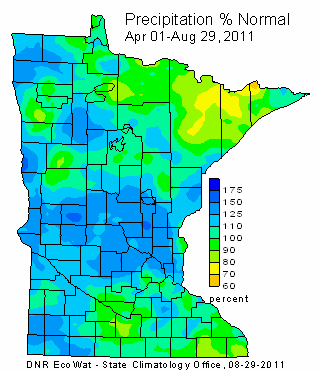 Precipitation % Normal
Apr 01-Aug 29, 2011
175
150
125
110
100
90
80
70
60
percent
DNR EcoWat - State Climatology Office, 08-29-2011